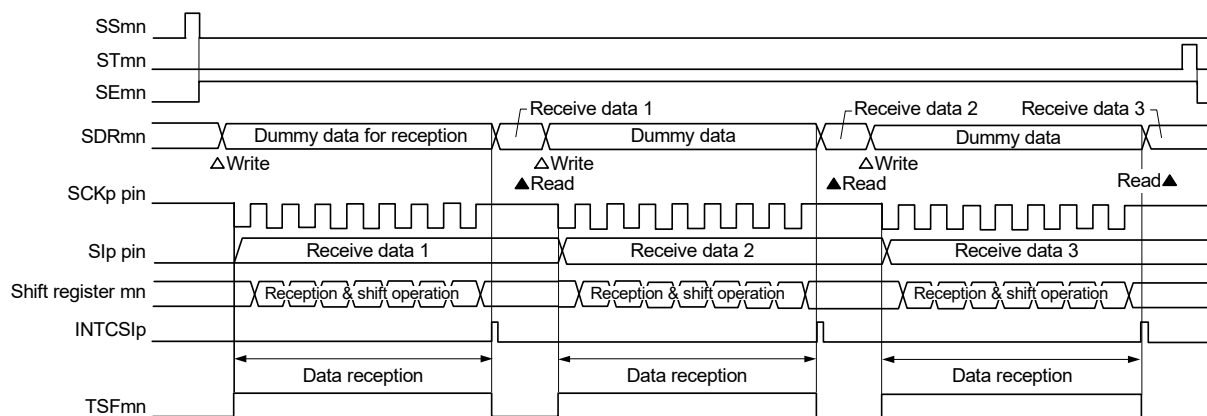 SSmn
STmn
SEmn
Receive data 1
Receive data 2
Receive data 3
SDRmn
Dummy data for reception
Dummy data
Dummy data
△Write
△Write
△Write
▲Read
▲Read
Read▲
SCKp pin
SIp pin
Receive data 1
Receive data 2
Receive data 3
Shift register mn
Reception & shift operation
Reception & shift operation
Reception & shift operation
INTCSIp
Data reception
Data reception
Data reception
TSFmn